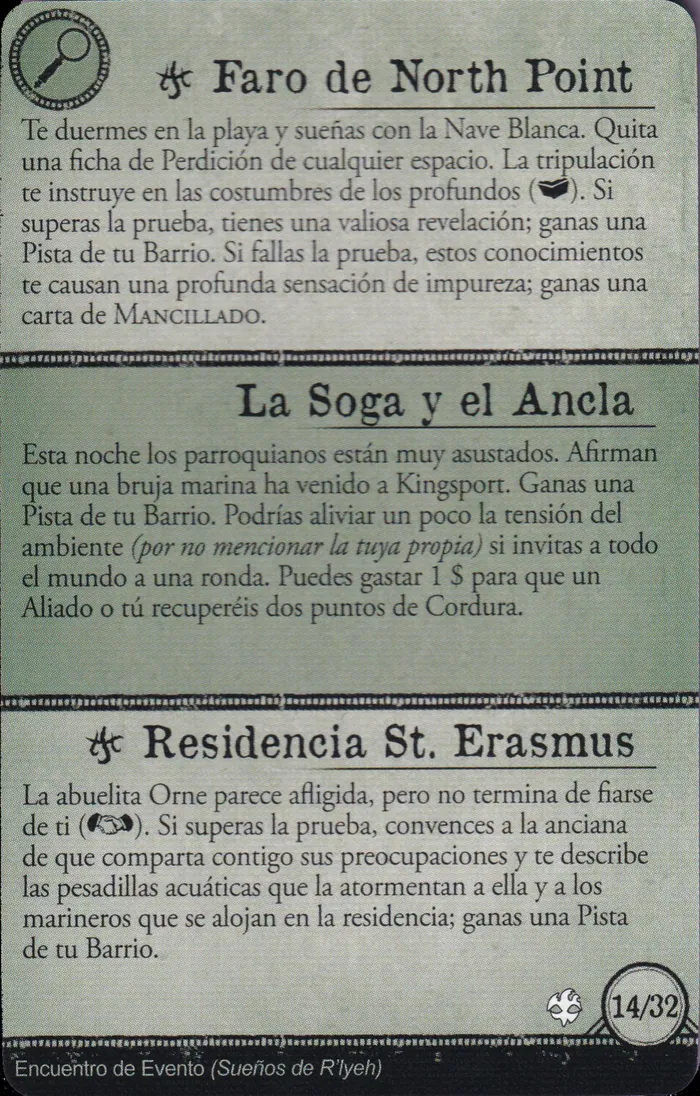 Faro de North Point
Te duermes en la playa y sueñas con la Nave Blanca. Quita
una ficha de Perdición de cualquier espacio. La tripulación
te instruye en las costumbres de los profundos (). Si
superas la prueba, tienes una valiosa revelación; ganas una
Pista de tu Barrio. Si fallas la prueba, estos conocimientos
te causan una profunda sensación de impureza; ganas una
carta de MANCILLADO.
La Soga y el Ancla
Esta noche los parroquianos están muy asustados. Afirman
que una bruja marina ha venido a Kingsport. Ganas una
Pista de tu Barrio. Podrías aliviar un poco la tensión del
ambiente (por no mencionar la tuya propia) si invitas a todo
el mundo a una ronda. Puedes gastar 1 $ para que un
Aliado o tú recuperéis dos puntos de Cordura.
Residencia St. Erasmus
La abuelita Orne parece afligida, pero no termina de fiarse
de ti (). Si superas la prueba, convences a la anciana
de que comparta contigo sus preocupaciones y te describe
las pesadillas acuáticas que la atormentan a ella y a los
marineros que se alojan en la residencia; ganas una Pista
de tu Barrio.
14/32
Encuentro de Evento (Sueños de R'lyeh)